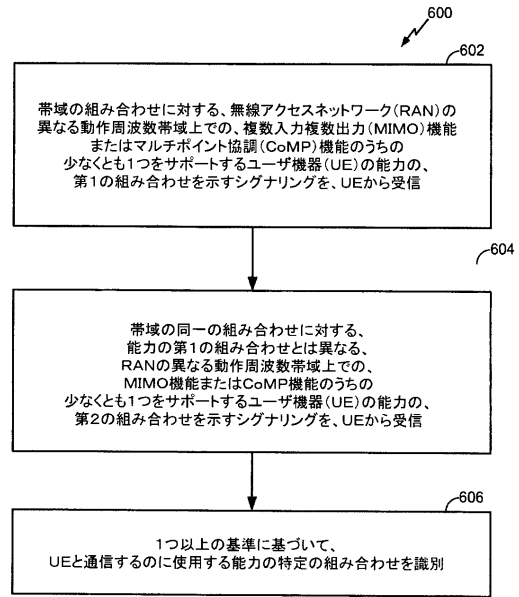 600
602
帯域の組み合わせに対する、無線アクセスネットワーク(RAN)の
異なる動作周波数帯域上での、複数入力複数出力(MIMO)機能
またはマルチポイント協調(CoMP)機能のうちの
少なくとも1つをサポートするユーザ機器(UE)の能力の、
第1の組み合わせを示すシグナリングを、UEから受信
604
帯域の同一の組み合わせに対する、
能力の第1の組み合わせとは異なる、
RANの異なる動作周波数帯域上での、
MIMO機能またはCoMP機能のうちの
少なくとも1つをサポートするユーザ機器(UE)の能力の、
第2の組み合わせを示すシグナリングを、UEから受信
606
1つ以上の基準に基づいて、
UEと通信するのに使用する能力の特定の組み合わせを識別